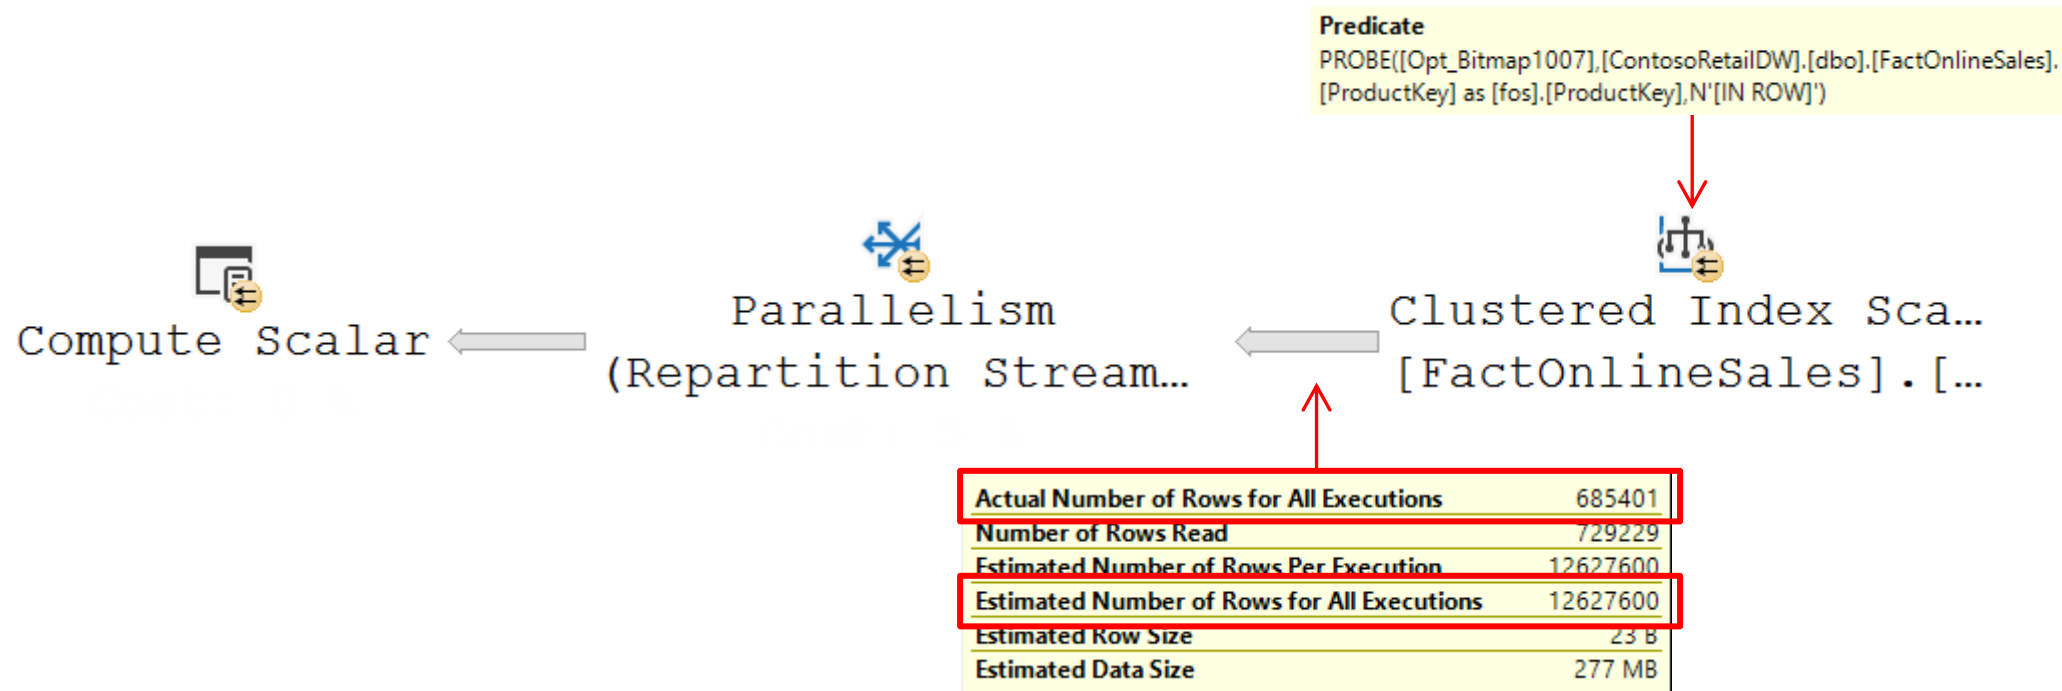 Predicate
PROBE([Opt_Bitmap1007],[ContosoRetailDW].[dbo].[FactOnlineSales].
[ProductKey] as [fos].[ProductKey],N'[IN ROW]')
Compute Scalar
Parallelism
(Repartition Stream…
Clustered Index Sca…
[FactOnlineSales].[…
Actual Number of Rows for All Executions 685401
Number of Rows Read 729229
Estimated Number of Rows Per Execution 12627600
Estimated Number of Rows for All Executions 12627600
Estimated Row Size 23 B
Estimated Data Size 277 MB